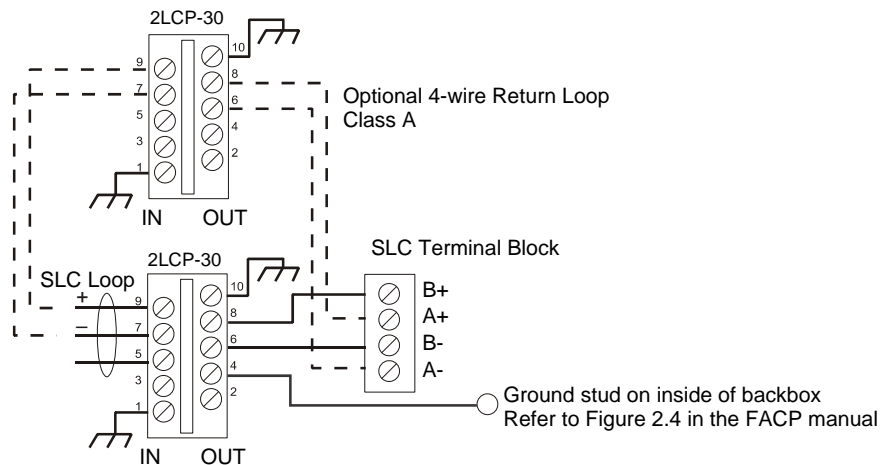 2LCP-30
10
9
8
7
6
5
4
3
2
1
Optional 4-wire Return Loop
Class A
IN OUT
SLC Terminal Block
2LCP-30
SLC Loop
+
–
10
9
8
7
6
5
4
3
2
1
B+
A+
B-
A-
Ground stud on inside of backbox
Refer to Figure 2.4 in the FACP manual
IN OUT